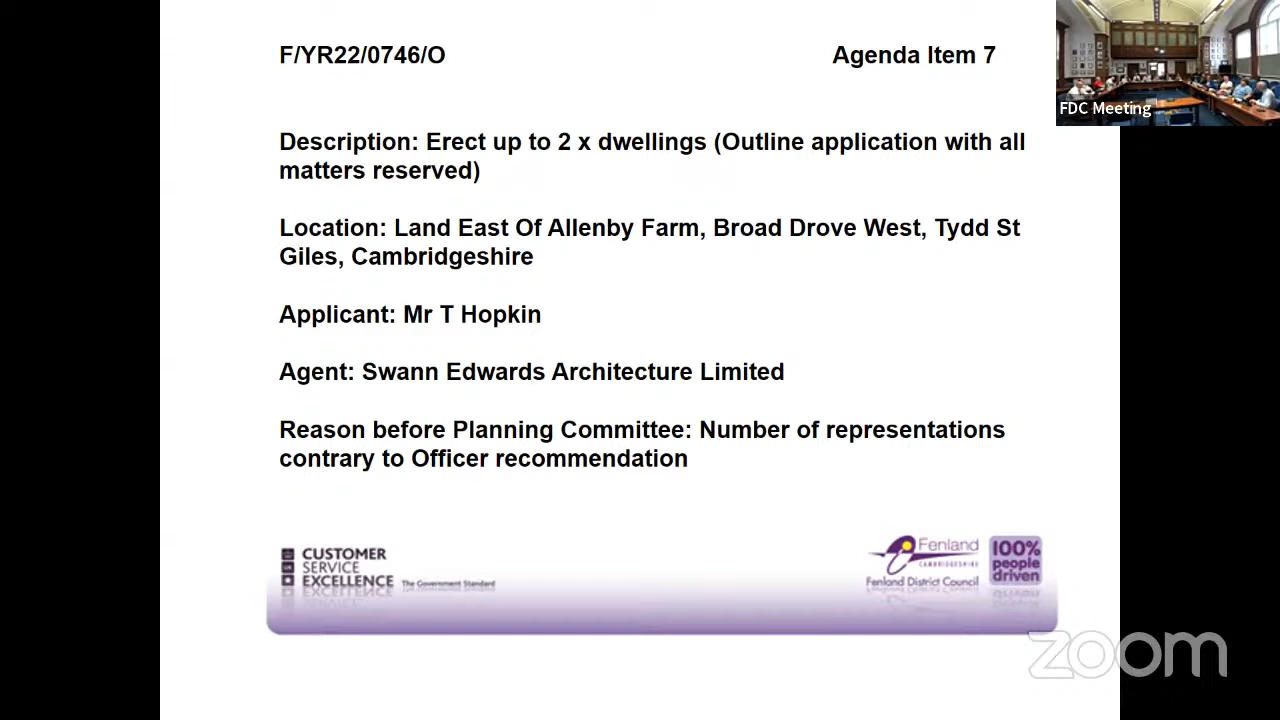 F/YR22/0746/O
Agenda Item 7
FDC Meeting
Description: Erect up to 2 x dwellings (Outline application with all
matters reserved)
Location: Land East Of Allenby Farm, Broad Drove West, Tydd St
Giles, Cambridgeshire
Applicant: Mr T Hopkin
Agent: Swann Edwards Architecture Limited
Reason before Planning Committee: Number of representations
contrary to Officer recommendation
CUSTOMER
SERVICE
EXCELLENCE The Government Standard
Fenland
CAMBRIDGESHIRE
Fenland District Council
100%
people
driven
zoom